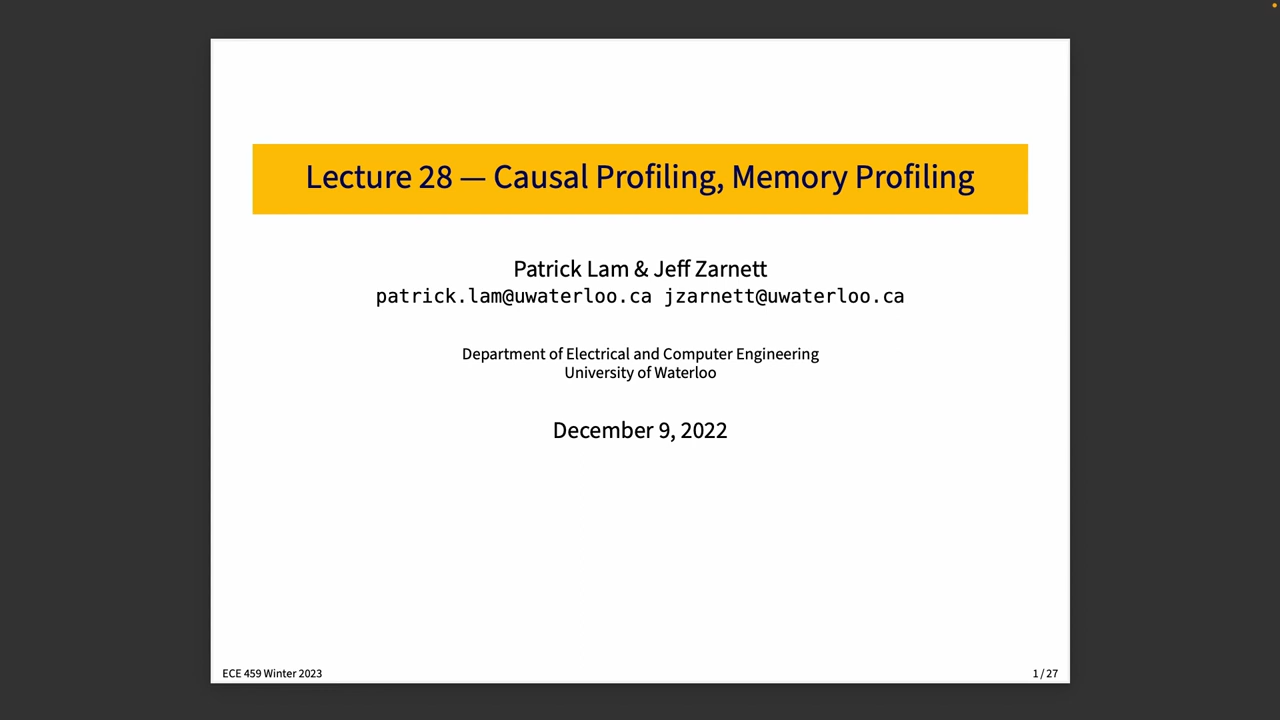 Lecture 28 — Causal Profiling, Memory Profiling
Patrick Lam & Jeff Zarnett
patrick.lam@uwaterloo.ca jzarnett@uwaterloo.ca
Department of Electrical and Computer Engineering
University of Waterloo
December 9, 2022
ECE 459 Winter 2023
1 / 27